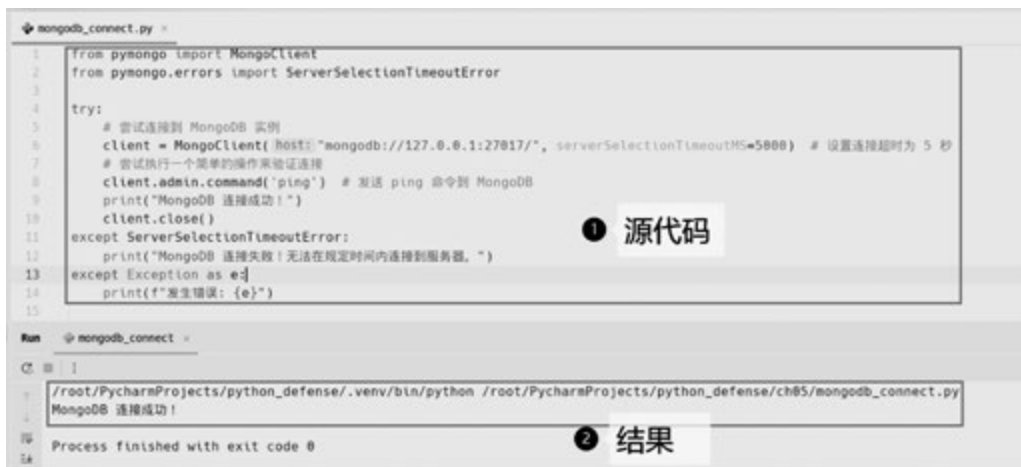 mongodb_connect.py ×
1 from pymongo import MongoClient
2 from pymongo.errors import ServerSelectionTimeoutError
3
4 try:
5 # 尝试连接到 MongoDB 实例
6 client = MongoClient( host: "mongodb://127.0.0.1:27017/", serverSelectionTimeoutMS=5000) # 设置连接超时为 5 秒
7 # 尝试执行一个简单的操作来验证连接
8 client.admin.command('ping') # 发送 ping 命令到 MongoDB
9 print("MongoDB 连接成功！")
10 client.close()
11 except ServerSelectionTimeoutError:
12 print("MongoDB 连接失败！无法在规定时间内连接到服务器。")
13 except Exception as e:
14 print(f"发生错误: {e}")
15
❶ 源代码
Run mongodb_connect ×
/root/PycharmProjects/python_defense/.venv/bin/python /root/PycharmProjects/python_defense/ch05/mongodb_connect.py
MongoDB 连接成功！
Process finished with exit code 0
❷ 结果